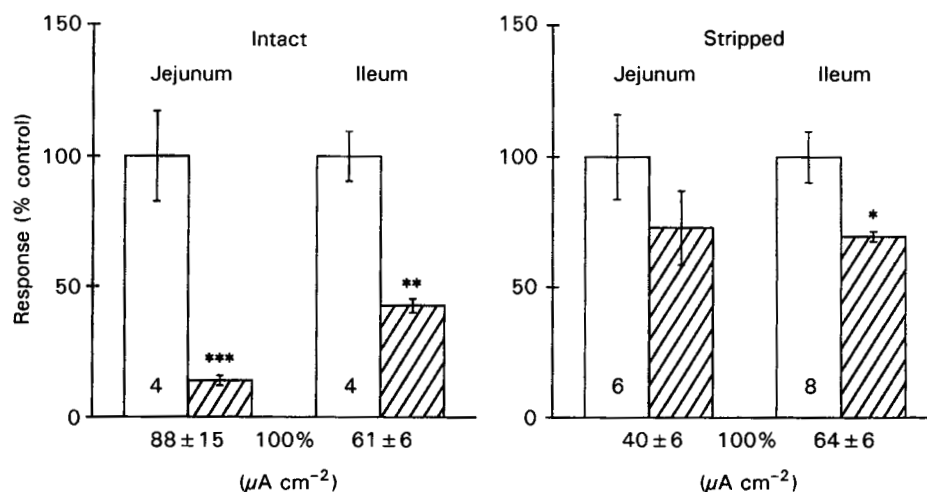 Response (% control)
150
100
50
0
Intact
Jejunum Ileum
***
**
4 4
88 ± 15 100% 61 ± 6
(μA cm⁻²)
150
100
50
0
Stripped
Jejunum Ileum
*
6 8
40 ± 6 100% 64 ± 6
(μA cm⁻²)